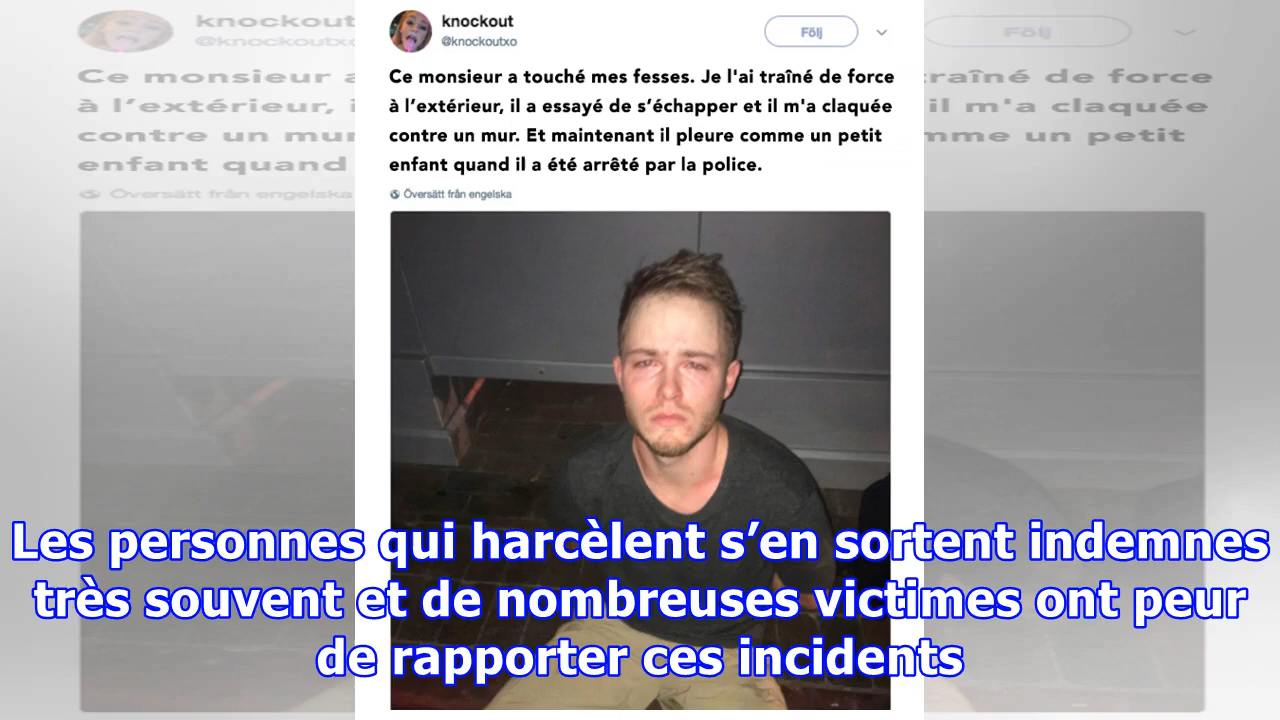 knockout
@knockoutxo
Följ
Ce monsieur a touché mes fesses. Je l'ai traîné de force
à l’extérieur, il a essayé de s’échapper et il m'a claquée
contre un mur. Et maintenant il pleure comme un petit
enfant quand il a été arrêté par la police.
Översätt från engelska
Les personnes qui harcèlent s’en sortent indemnes
très souvent et de nombreuses victimes ont peur
de rapporter ces incidents